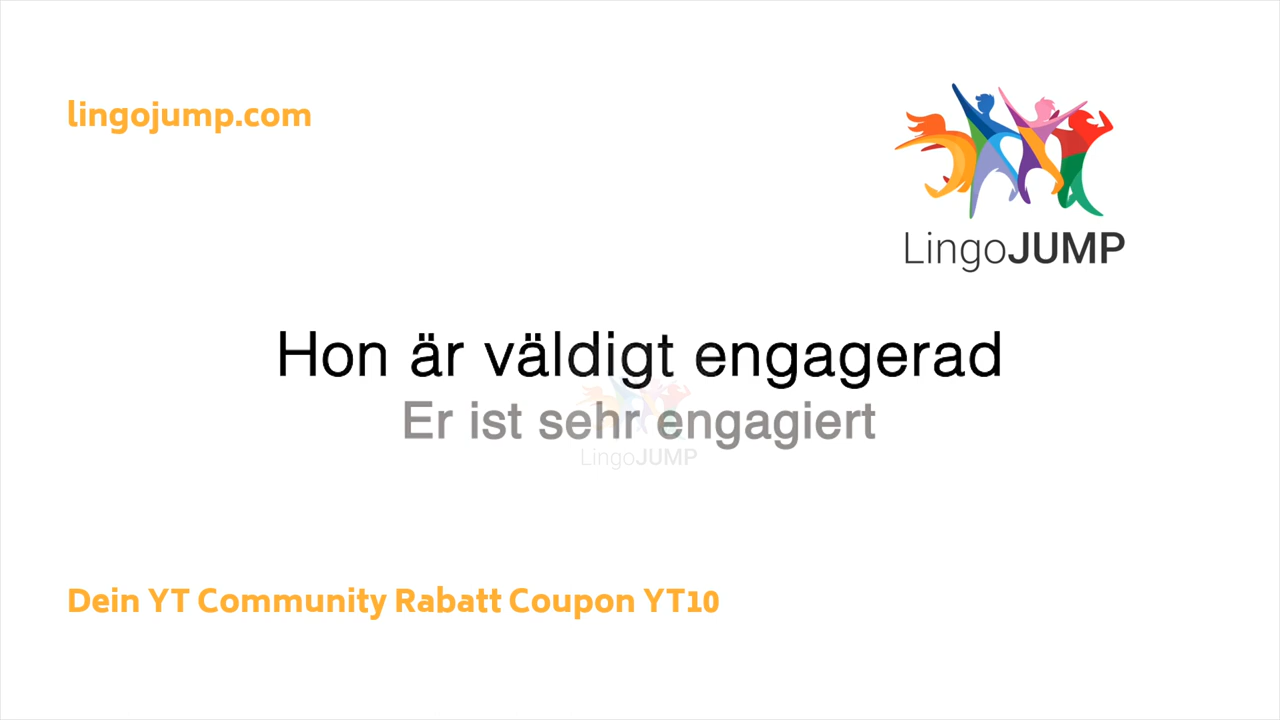 lingojump.com
LingoJUMP
Hon är väldigt engagerad
Er ist sehr engagiert
LingoJUMP
Dein YT Community Rabatt Coupon YT10